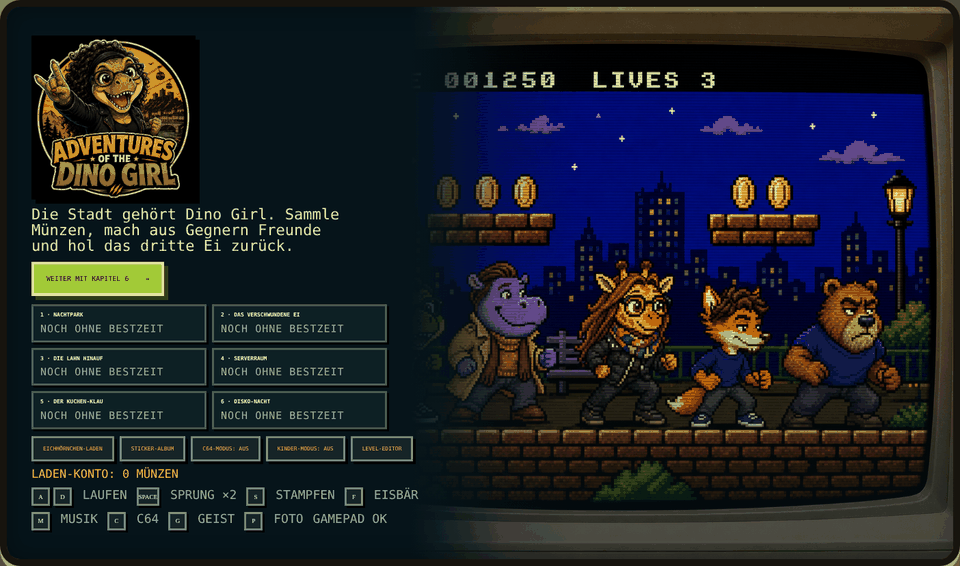 001250 LIVES 3
ADVENTURES
OF THE
DINO GIRL
Die Stadt gehört Dino Girl. Sammle
Münzen, mach aus Gegnern Freunde
und hol das dritte Ei zurück.
WEITER MIT KAPITEL 6 →
1 · NACHTPARK
NOCH OHNE BESTZEIT
2 · DAS VERSCHWUNDENE EI
NOCH OHNE BESTZEIT
3 · DIE LAHN HINAUF
NOCH OHNE BESTZEIT
4 · SERVERRAUM
NOCH OHNE BESTZEIT
5 · DER KUCHEN-KLAU
NOCH OHNE BESTZEIT
6 · DISKO-NACHT
NOCH OHNE BESTZEIT
EICHHÖRNCHEN-LADEN STICKER-ALBUM C64-MODUS: AUS KINDER-MODUS: AUS LEVEL-EDITOR
LADEN-KONTO: 0 MÜNZEN
A D LAUFEN SPACE SPRUNG ×2 S STAMPFEN F EISBÄR
M MUSIK C C64 G GEIST P FOTO GAMEPAD OK